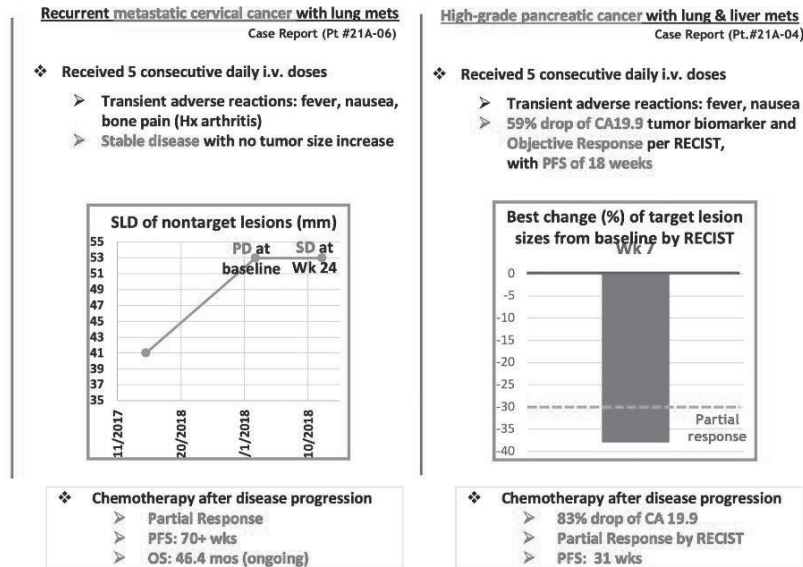 Recurrent metastatic cervical cancer with lung mets
Case Report (Pt #21A-06)
❖ Received 5 consecutive daily i.v. doses
➢ Transient adverse reactions: fever, nausea,
bone pain (Hx arthritis)
➢ Stable disease with no tumor size increase
SLD of nontarget lesions (mm)
55
53
51
49
47
45
43
41
39
37
35
PD at
baseline
SD at
Wk 24
11/2017
20/2018
/1/2018
10/2018
❖ Chemotherapy after disease progression
➢ Partial Response
➢ PFS: 70+ wks
➢ OS: 46.4 mos (ongoing)
High-grade pancreatic cancer with lung & liver mets
Case Report (Pt.#21A-04)
❖ Received 5 consecutive daily i.v. doses
➢ Transient adverse reactions: fever, nausea
➢ 59% drop of CA19.9 tumor biomarker and
Objective Response per RECIST,
with PFS of 18 weeks
Best change (%) of target lesion
sizes from baseline by RECIST
Wk 7
0
-5
-10
-15
-20
-25
-30
-35
-40
Partial
response
❖ Chemotherapy after disease progression
➢ 83% drop of CA 19.9
➢ Partial Response by RECIST
➢ PFS: 31 wks